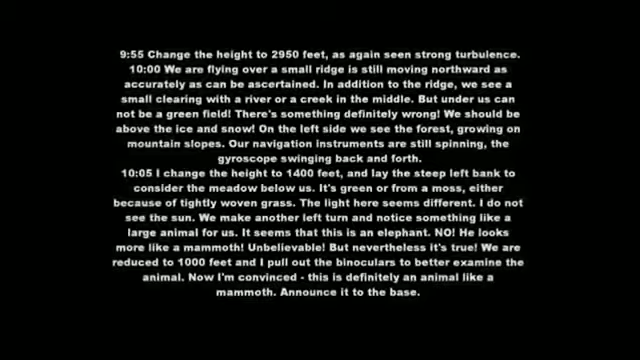 9:55 Change the height to 2950 feet, as again seen strong turbulence.
10:00 We are flying over a small ridge is still moving northward as
accurately as can be ascertained. In addition to the ridge, we see a
small clearing with a river or a creek in the middle. But under us can
not be a green field! There's something definitely wrong! We should be
above the ice and snow! On the left side we see the forest, growing on
mountain slopes. Our navigation instruments are still spinning, the
gyroscope swinging back and forth.
10:05 I change the height to 1400 feet, and lay the steep left bank to
consider the meadow below us. It's green or from a moss, either
because of tightly woven grass. The light here seems different. I do not
see the sun. We make another left turn and notice something like a
large animal for us. It seems that this is an elephant. NO! He looks
more like a mammoth! Unbelievable! But nevertheless it's true! We are
reduced to 1000 feet and I pull out the binoculars to better examine the
animal. Now I'm convinced - this is definitely an animal like a
mammoth. Announce it to the base.